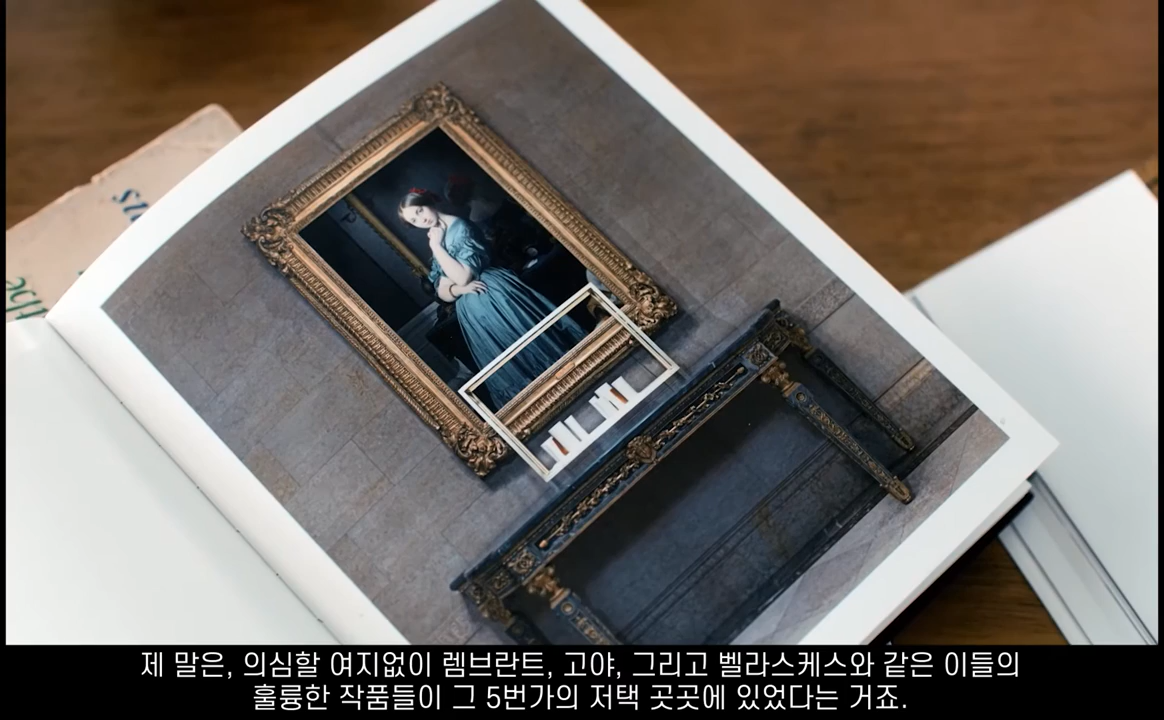 제 말은, 의심할 여지없이 렘브란트, 고야, 그리고 벨라스케스와 같은 이들의
훌륭한 작품들이 그 5번가의 저택 곳곳에 있었다는 거죠.